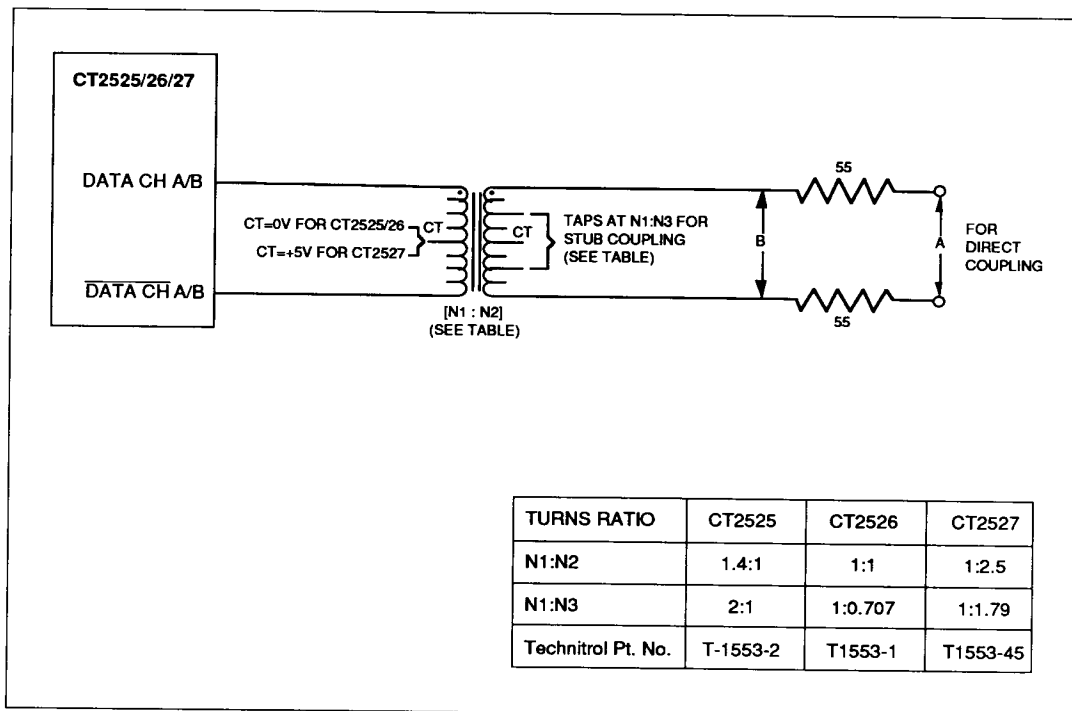 CT2525/26/27
DATA CH A/B
DATA CH A/B
CT=0V FOR CT2525/26
CT=+5V FOR CT2527
CT
CT
TAPS AT N1:N3 FOR
STUB COUPLING
(SEE TABLE)
[N1 : N2]
(SEE TABLE)
B
55
55
A
FOR
DIRECT
COUPLING
TURNS RATIO CT2525 CT2526 CT2527
N1:N2 1.4:1 1:1 1:2.5
N1:N3 2:1 1:0.707 1:1.79
Technitrol Pt. No. T-1553-2 T1553-1 T1553-45